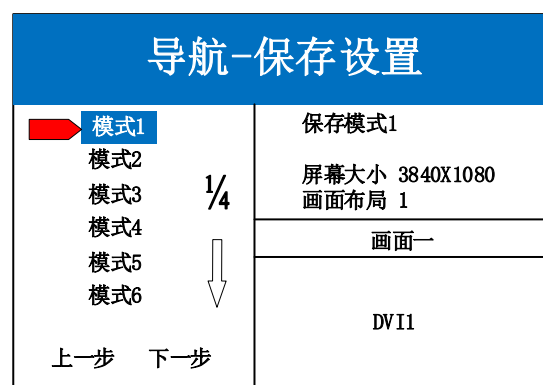 导航-保存设置
模式1
模式2
模式3
模式4
模式5
模式6
1/4
上一步 下一步
保存模式1
屏幕大小 3840X1080
画面布局 1
画面一
DVI1